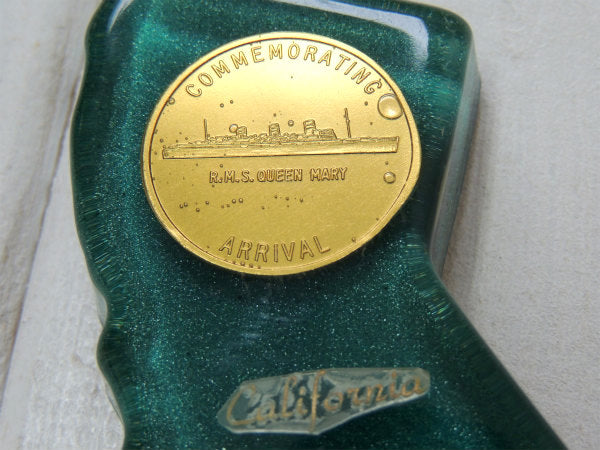 COMMEMORATING
R.M.S. QUEEN MARY
ARRIVAL
California